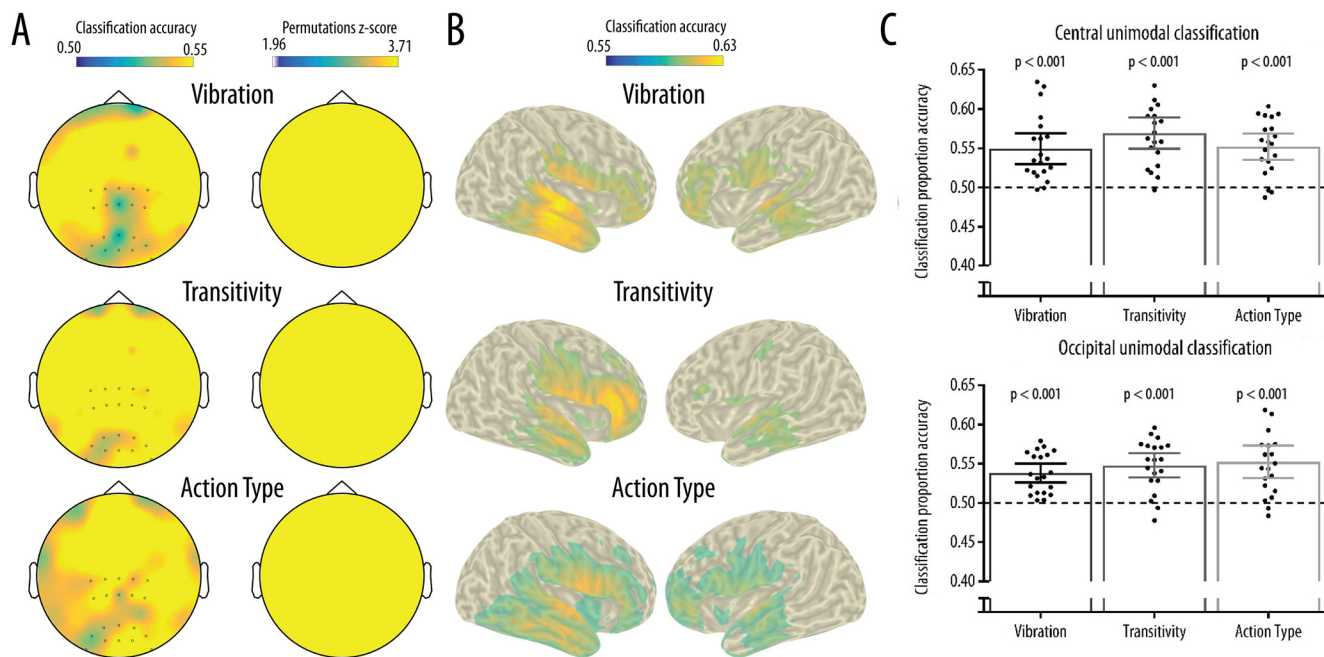 A
Classification accuracy
0.50 0.55
Permutations z-score
1.96 3.71
Vibration
Transitivity
Action Type
B
Classification accuracy
0.55 0.63
Vibration
Transitivity
Action Type
C
Central unimodal classification
p < 0.001 p < 0.001 p < 0.001
Classification proportion accuracy
0.65
0.60
0.55
0.50
0.45
0.40
Vibration Transitivity Action Type
Occipital unimodal classification
p < 0.001 p < 0.001 p < 0.001
Classification proportion accuracy
0.65
0.60
0.55
0.50
0.45
0.40
Vibration Transitivity Action Type